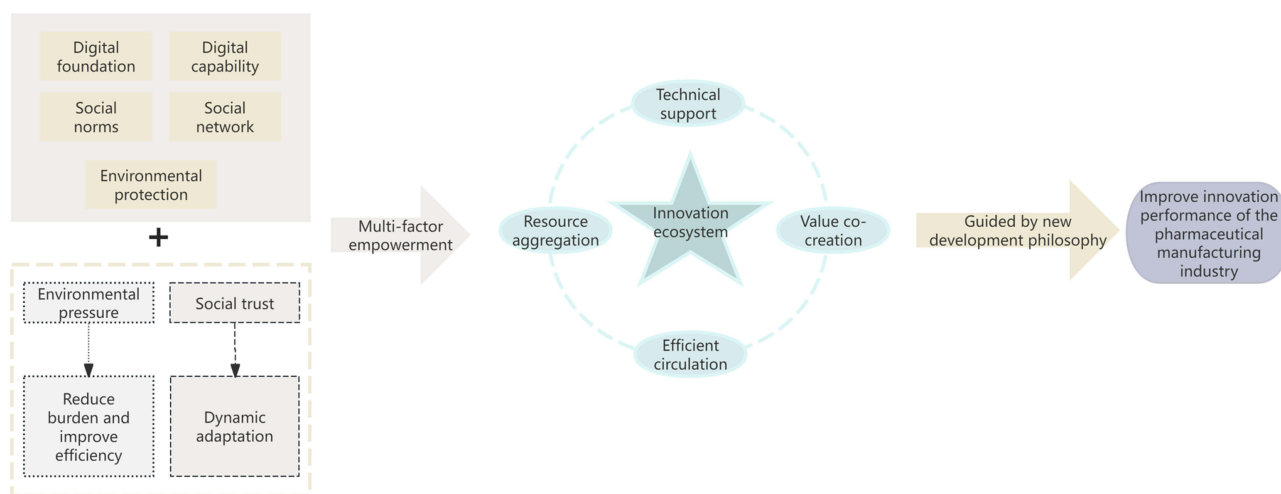 Digital
foundation
Digital
capability
Social
norms
Social
network
Environmental
protection
+
Environmental
pressure
Social trust
Reduce
burden and
improve
efficiency
Dynamic
adaptation
Multi-factor
empowerment
Technical
support
Resource
aggregation
Innovation
ecosystem
Value co-
creation
Efficient
circulation
Guided by new
development philosophy
Improve innovation
performance of the
pharmaceutical
manufacturing
industry